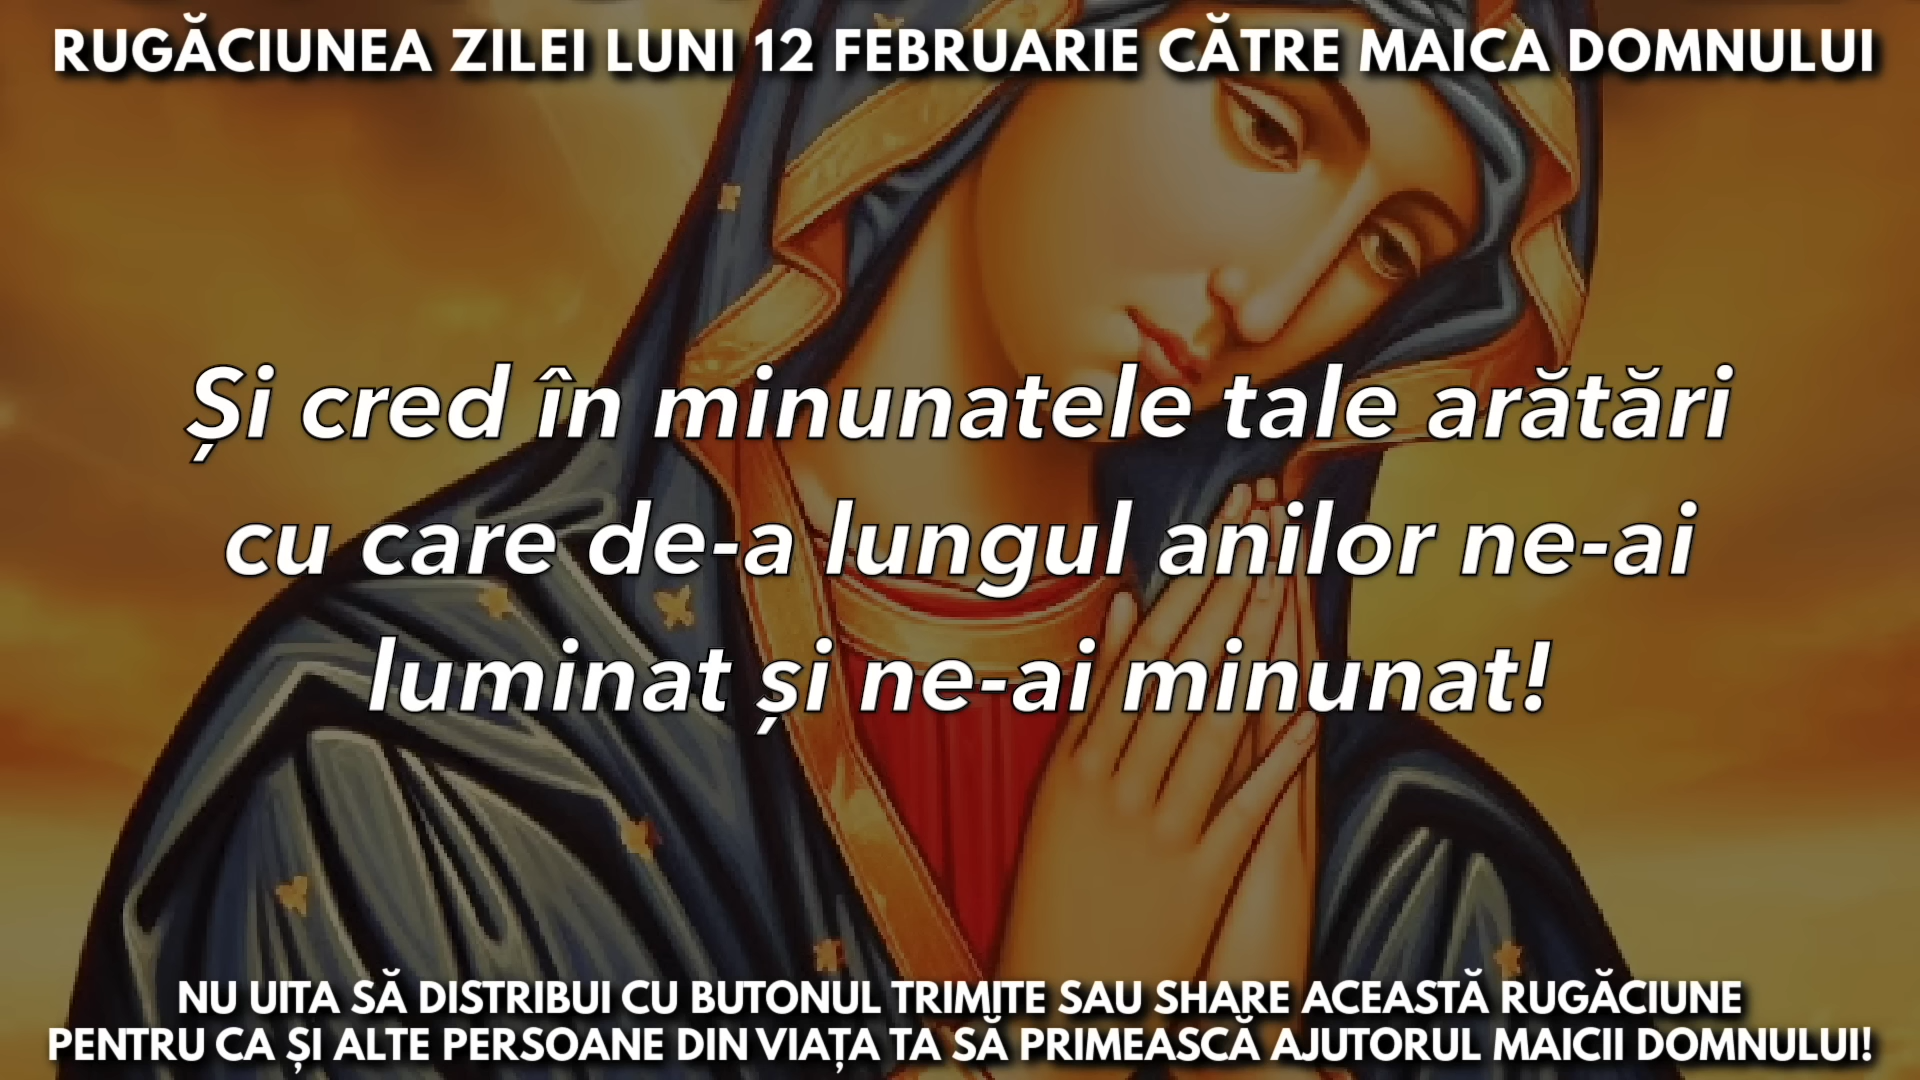 RUGĂCIUNEA ZILEI LUNI 12 FEBRUARIE CĂTRE MAICA DOMNULUI
Și cred în minunatele tale arătări
cu care de-a lungul anilor ne-ai
luminat și ne-ai minunat!
NU UITA SĂ DISTRIBUI CU BUTONUL TRIMITE SAU SHARE ACEASTĂ RUGĂCIUNE
PENTRU CA ȘI ALTE PERSOANE DIN VIAȚA TA SĂ PRIMEASCĂ AJUTORUL MAICII DOMNULUI!